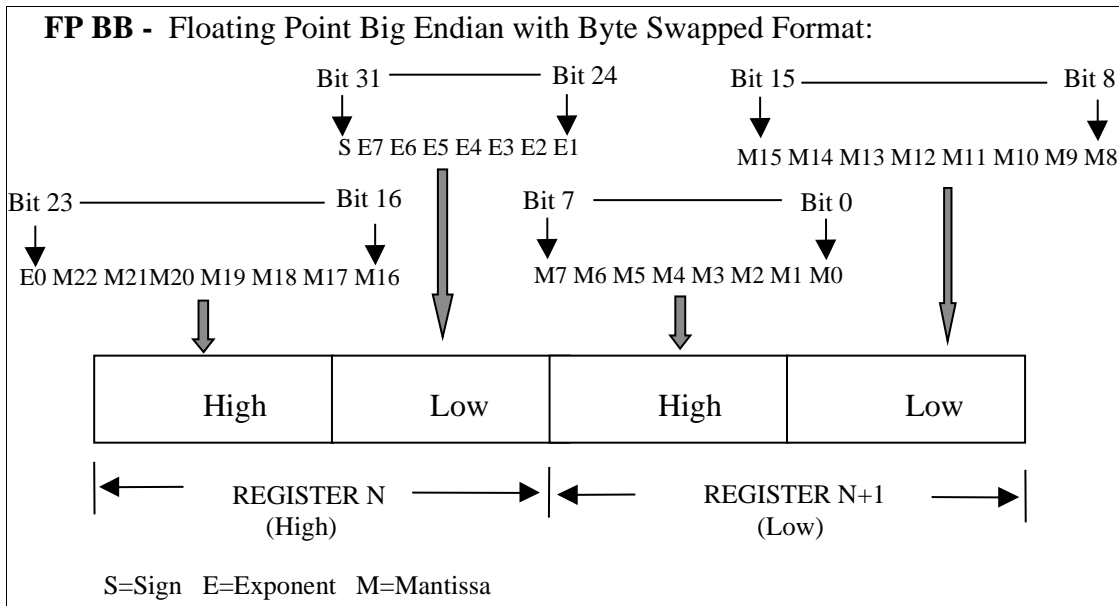 FP BB - Floating Point Big Endian with Byte Swapped Format:
Bit 31 Bit 24
Bit 15 Bit 8
S E7 E6 E5 E4 E3 E2 E1
M15 M14 M13 M12 M11 M10 M9 M8
Bit 23 Bit 16
Bit 7 Bit 0
E0 M22 M21M20 M19 M18 M17 M16
M7 M6 M5 M4 M3 M2 M1 M0
High Low High Low
REGISTER N
(High)
REGISTER N+1
(Low)
S=Sign E=Exponent M=Mantissa